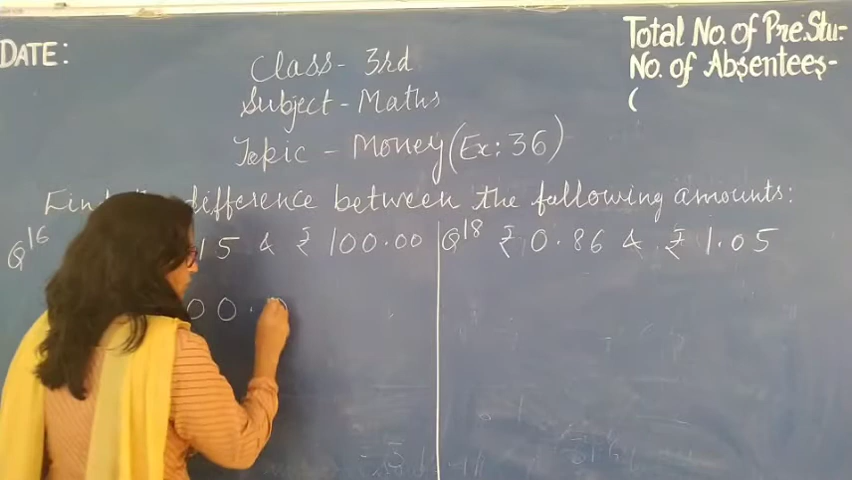 DATE:
Total No. of Pre. Stu:-
No. of Absentees-
(
Class - 3rd
Subject - Maths
Topic - Money (Ex: 36)
Find difference between the following amounts:
Q16 15 & ₹ 100.00
Q18 ₹ 0.86 & ₹ 1.05
00.0